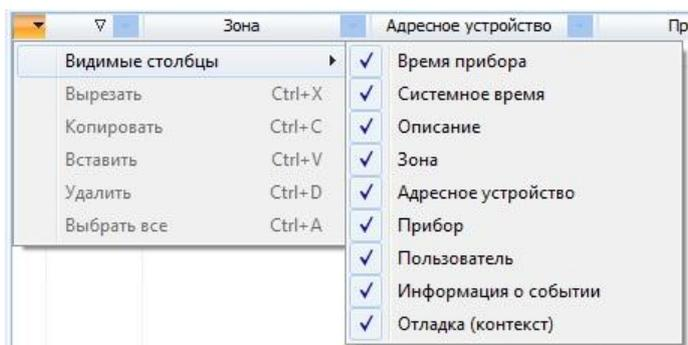 Зона Адресное устройство Пр
Видимые столбцы
Вырезать Ctrl+X
Копировать Ctrl+C
Вставить Ctrl+V
Удалить Ctrl+D
Выбрать все Ctrl+A
Время прибора
Системное время
Описание
Зона
Адресное устройство
Прибор
Пользователь
Информация о событии
Отладка (контекст)